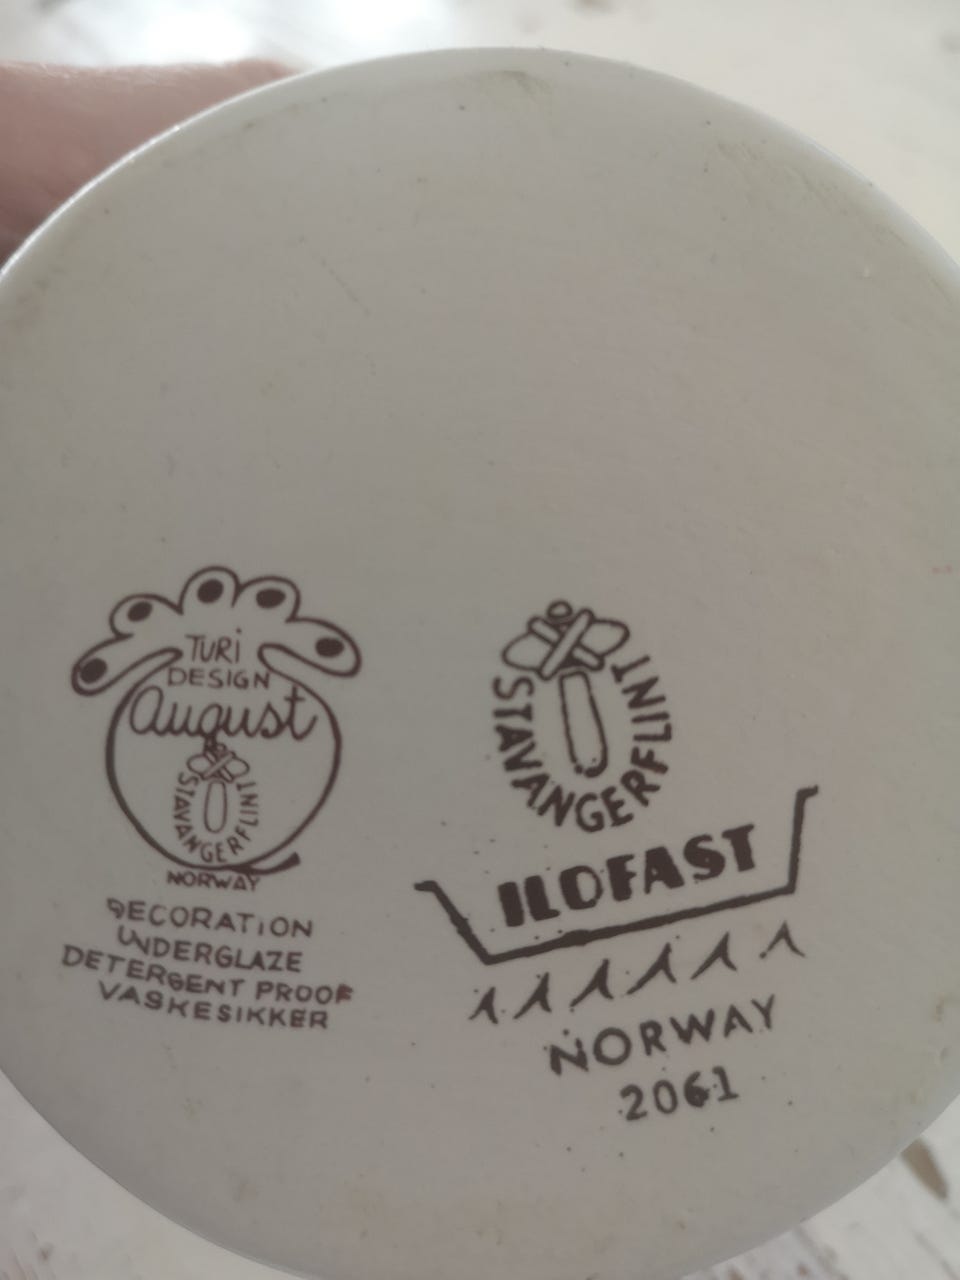 TURi
DESIGN
august
STAVANGERFLINT
NORWAY
DECORATiON
UNDERGLAZE
DETERGENT PROOF
VASKESIKKER
STAVANGERFLINT
ILDFAST
NORWAY
2061